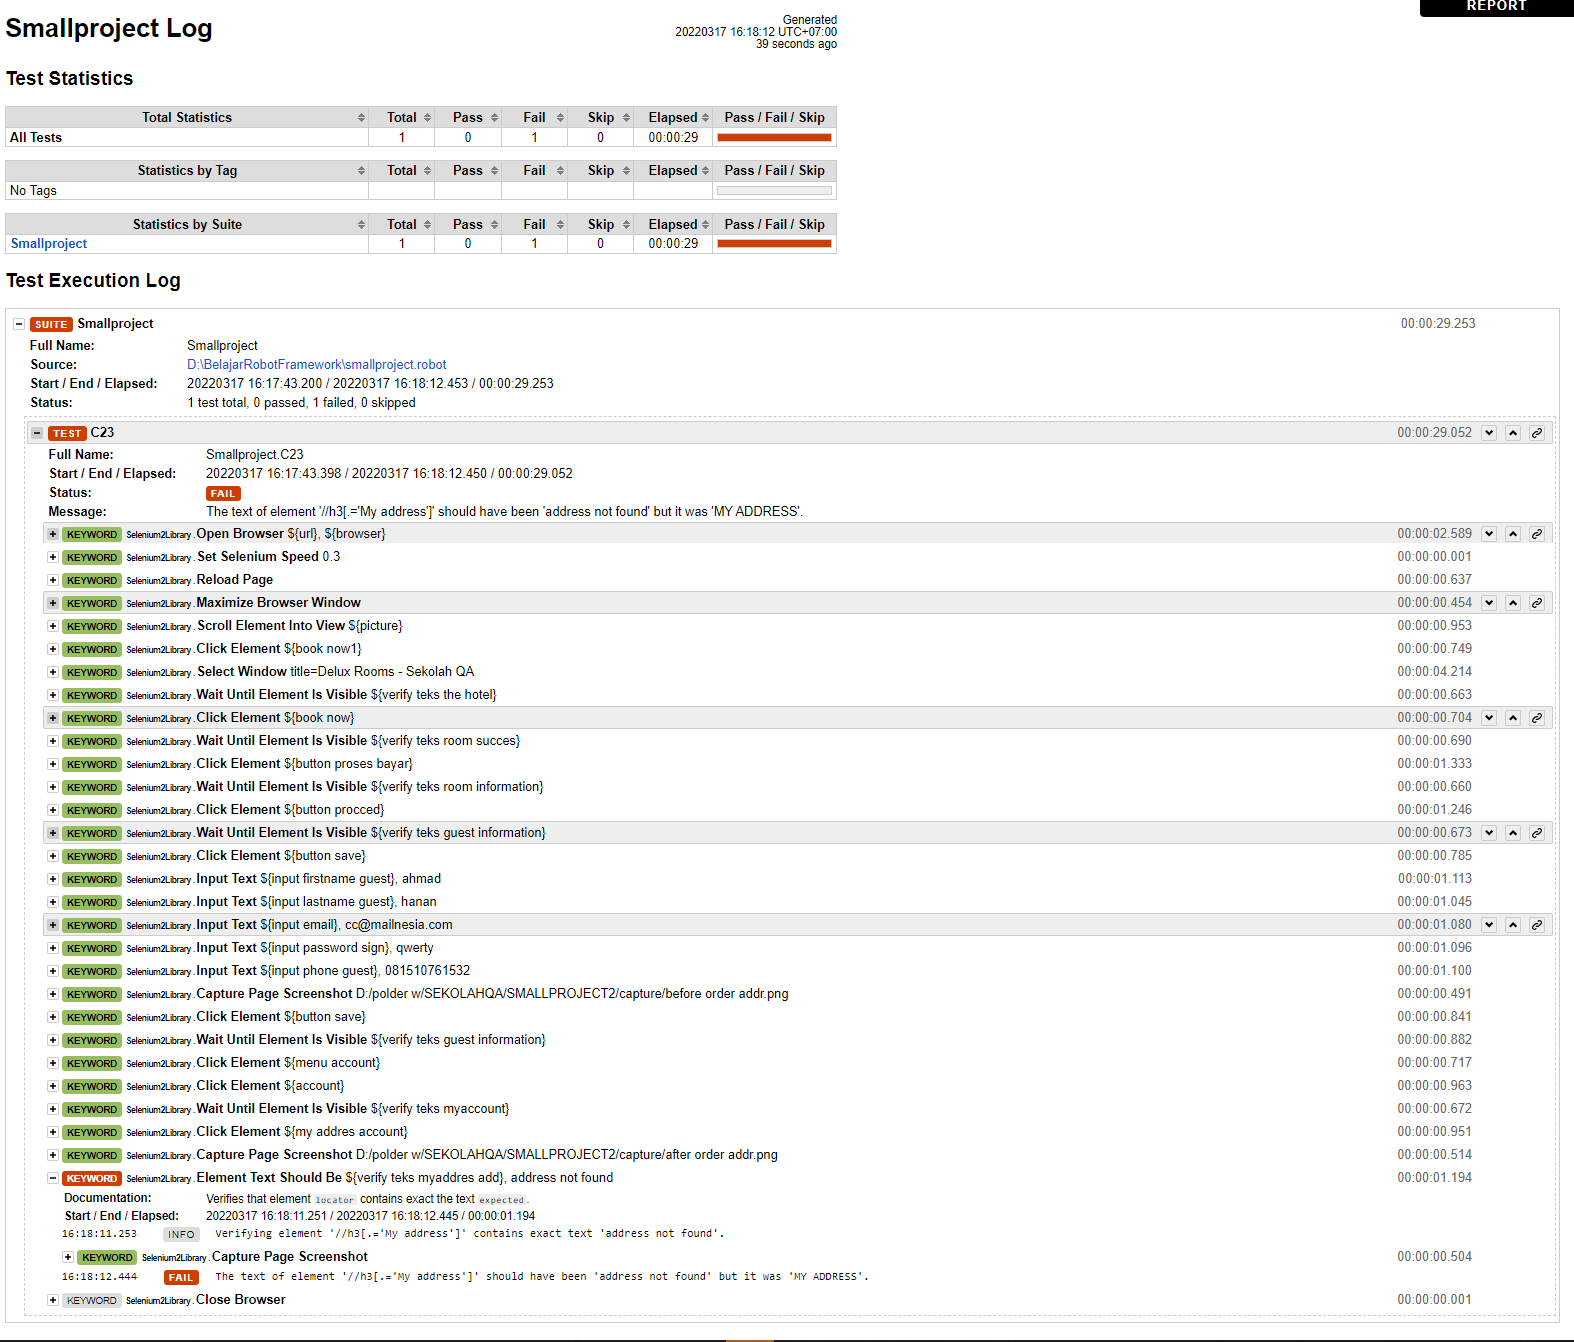 REPORT
Smallproject Log
Generated
20220317 16:18:12 UTC+07:00
39 seconds ago
Test Statistics
Total Statistics Total Pass Fail Skip Elapsed Pass / Fail / Skip
All Tests 1 0 1 0 00:00:29
Statistics by Tag Total Pass Fail Skip Elapsed Pass / Fail / Skip
No Tags
Statistics by Suite Total Pass Fail Skip Elapsed Pass / Fail / Skip
Smallproject 1 0 1 0 00:00:29
Test Execution Log
SUITE Smallproject 00:00:29.253
Full Name: Smallproject
Source: D:\BelajarRobotFramework\smallproject.robot
Start / End / Elapsed: 20220317 16:17:43.200 / 20220317 16:18:12.453 / 00:00:29.253
Status: 1 test total, 0 passed, 1 failed, 0 skipped
TEST C23 00:00:29.052
Full Name: Smallproject.C23
Start / End / Elapsed: 20220317 16:17:43.398 / 20220317 16:18:12.450 / 00:00:29.052
Status: FAIL
Message: The text of element '//h3[.='My address']' should have been 'address not found' but it was 'MY ADDRESS'.
KEYWORD Selenium2Library.Open Browser ${url}, ${browser} 00:00:02.589
KEYWORD Selenium2Library.Set Selenium Speed 0.3 00:00:00.001
KEYWORD Selenium2Library.Reload Page 00:00:00.637
KEYWORD Selenium2Library.Maximize Browser Window 00:00:00.454
KEYWORD Selenium2Library.Scroll Element Into View ${picture} 00:00:00.953
KEYWORD Selenium2Library.Click Element ${book now1} 00:00:00.749
KEYWORD Selenium2Library.Select Window title=Delux Rooms - Sekolah QA 00:00:04.214
KEYWORD Selenium2Library.Wait Until Element Is Visible ${verify teks the hotel} 00:00:00.663
KEYWORD Selenium2Library.Click Element ${book now} 00:00:00.704
KEYWORD Selenium2Library.Wait Until Element Is Visible ${verify teks room succes} 00:00:00.690
KEYWORD Selenium2Library.Click Element ${button proses bayar} 00:00:01.333
KEYWORD Selenium2Library.Wait Until Element Is Visible ${verify teks room information} 00:00:00.660
KEYWORD Selenium2Library.Click Element ${button procced} 00:00:01.246
KEYWORD Selenium2Library.Wait Until Element Is Visible ${verify teks guest information} 00:00:00.673
KEYWORD Selenium2Library.Click Element ${button save} 00:00:00.785
KEYWORD Selenium2Library.Input Text ${input firstname guest}, ahmad 00:00:01.113
KEYWORD Selenium2Library.Input Text ${input lastname guest}, hanan 00:00:01.045
KEYWORD Selenium2Library.Input Text ${input email}, cc@mailnesia.com 00:00:01.080
KEYWORD Selenium2Library.Input Text ${input password sign}, qwerty 00:00:01.096
KEYWORD Selenium2Library.Input Text ${input phone guest}, 081510761532 00:00:01.100
KEYWORD Selenium2Library.Capture Page Screenshot D:/polder w/SEKOLAHQA/SMALLPROJECT2/capture/before order addr.png 00:00:00.491
KEYWORD Selenium2Library.Click Element ${button save} 00:00:00.841
KEYWORD Selenium2Library.Wait Until Element Is Visible ${verify teks guest information} 00:00:00.882
KEYWORD Selenium2Library.Click Element ${menu account} 00:00:00.717
KEYWORD Selenium2Library.Click Element ${account} 00:00:00.963
KEYWORD Selenium2Library.Wait Until Element Is Visible ${verify teks myaccount} 00:00:00.672
KEYWORD Selenium2Library.Click Element ${my addres account} 00:00:00.951
KEYWORD Selenium2Library.Capture Page Screenshot D:/polder w/SEKOLAHQA/SMALLPROJECT2/capture/after order addr.png 00:00:00.514
KEYWORD Selenium2Library.Element Text Should Be ${verify teks myaddres add}, address not found 00:00:01.194
Documentation: Verifies that element locator contains exact the text expected.
Start / End / Elapsed: 20220317 16:18:11.251 / 20220317 16:18:12.445 / 00:00:01.194
16:18:11.253 INFO Verifying element '//h3[.='My address']' contains exact text 'address not found'.
KEYWORD Selenium2Library.Capture Page Screenshot 00:00:00.504
16:18:12.444 FAIL The text of element '//h3[.='My address']' should have been 'address not found' but it was 'MY ADDRESS'.
KEYWORD Selenium2Library.Close Browser 00:00:00.001